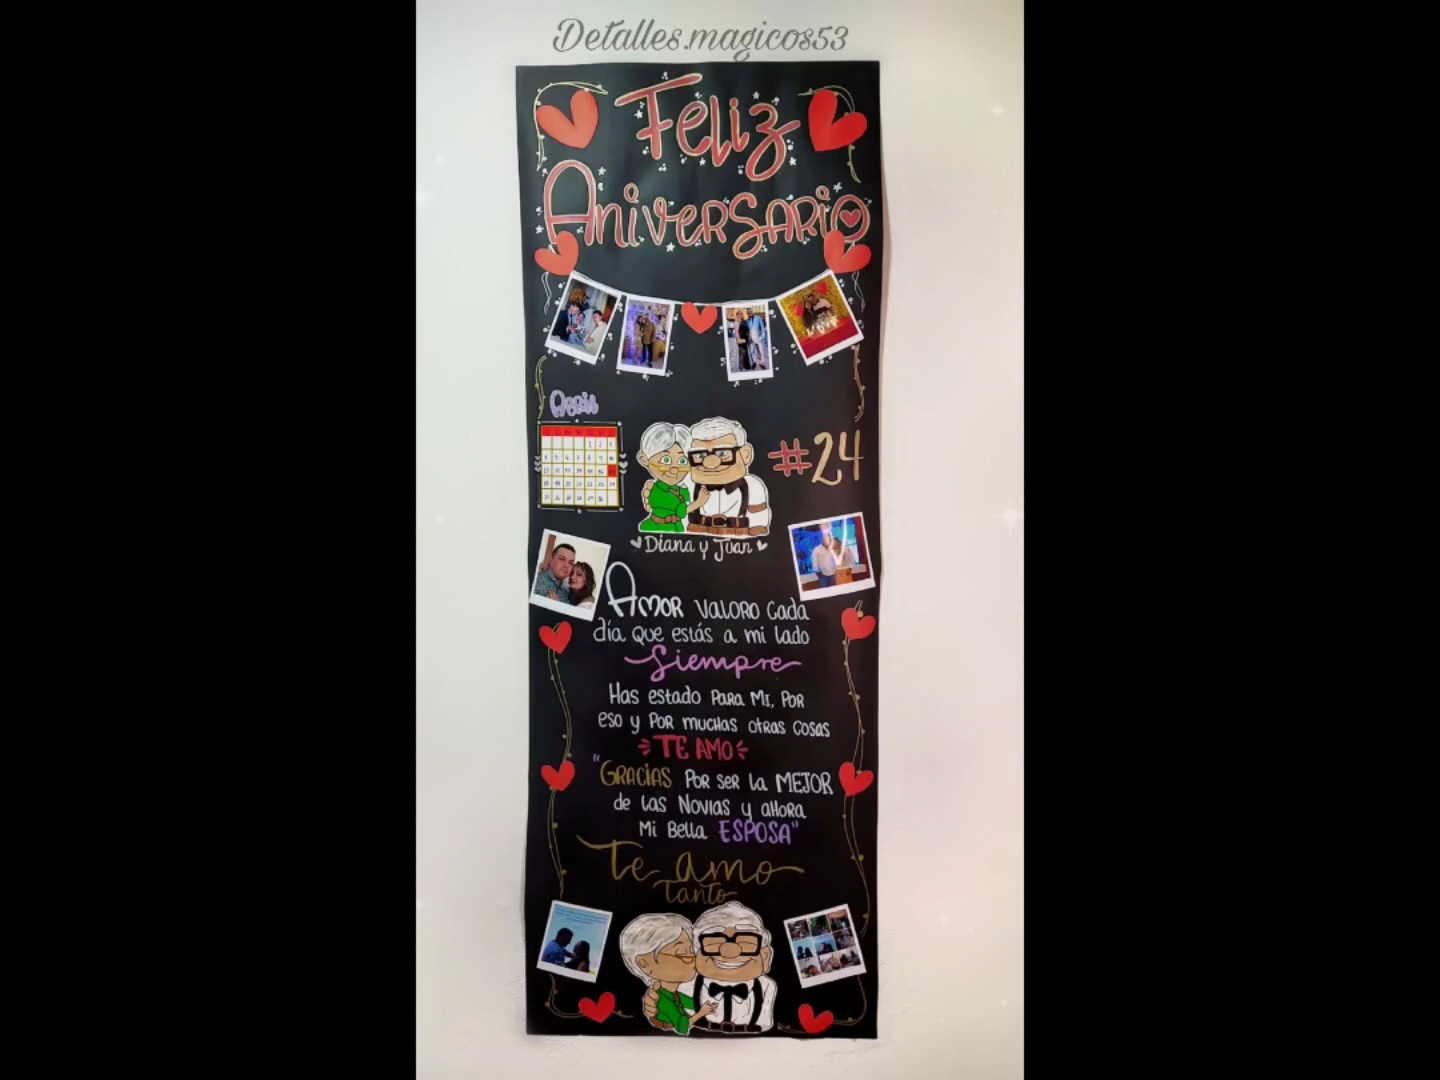 Detalles.magicos53
Feliz
Aniversario
Abril
#24
Diana y Juan
Amor valoro cada
día que estás a mi lado
Siempre
Has estado para mi, por
eso y por muchas otras cosas
TE AMO
"Gracias por ser la MEJOR
de las novias y ahora
mi bella ESPOSA"
Te amo
tanto